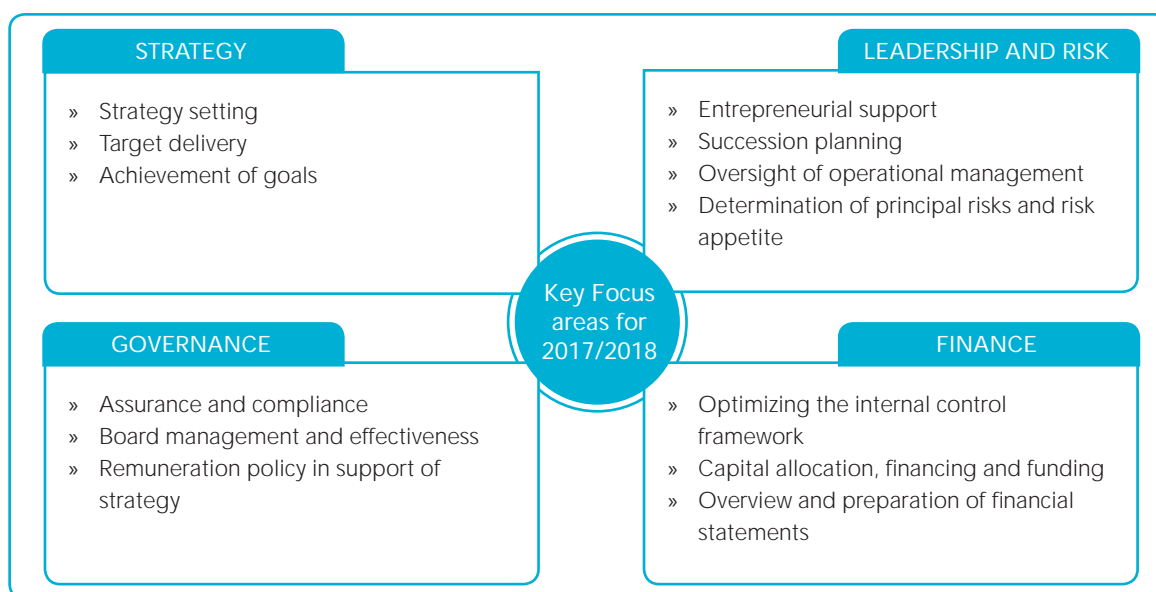 STRATEGY
» Strategy setting
» Target delivery
» Achievement of goals
LEADERSHIP AND RISK
» Entrepreneurial support
» Succession planning
» Oversight of operational management
» Determination of principal risks and risk
appetite
Key Focus
areas for
2017/2018
GOVERNANCE
» Assurance and compliance
» Board management and effectiveness
» Remuneration policy in support of
strategy
FINANCE
» Optimizing the internal control
framework
» Capital allocation, financing and funding
» Overview and preparation of financial
statements